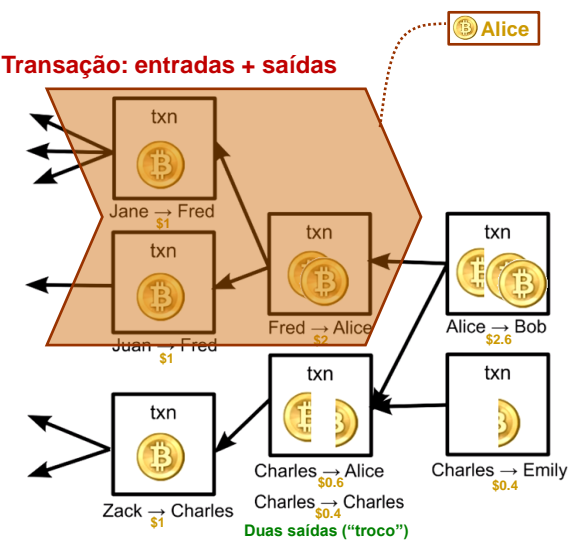 Alice
Transação: entradas + saídas
txn
Jane → Fred
$1
txn
Juan → Fred
$1
txn
Fred → Alice
$2
txn
Alice → Bob
$2.6
txn
Charles → Alice
$0.6
Charles → Charles
$0.4
Duas saídas (“troco”)
txn
Charles → Emily
$0.4
txn
Zack → Charles
$1